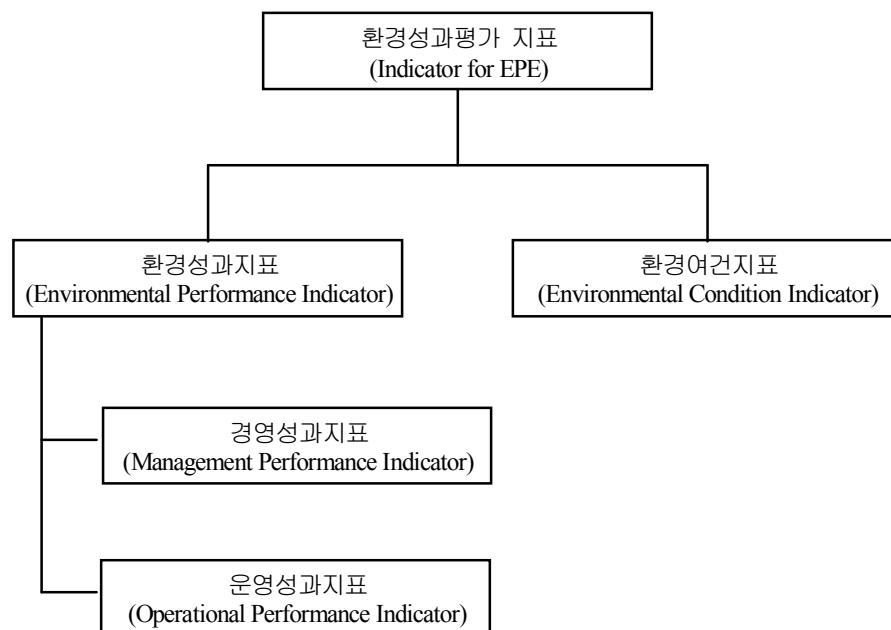 환경성과평가 지표
(Indicator for EPE)
환경성과지표
(Environmental Performance Indicator)
환경여건지표
(Environmental Condition Indicator)
경영성과지표
(Management Performance Indicator)
운영성과지표
(Operational Performance Indicator)